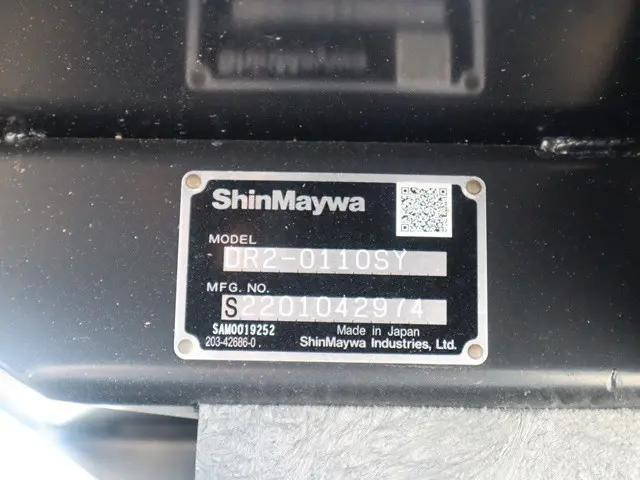 ShinMaywa
MODEL
DR2-0110SY
MFG. NO.
S2201042974
SAM0019252
Made in Japan
203-42686-0
ShinMaywa Industries, Ltd.